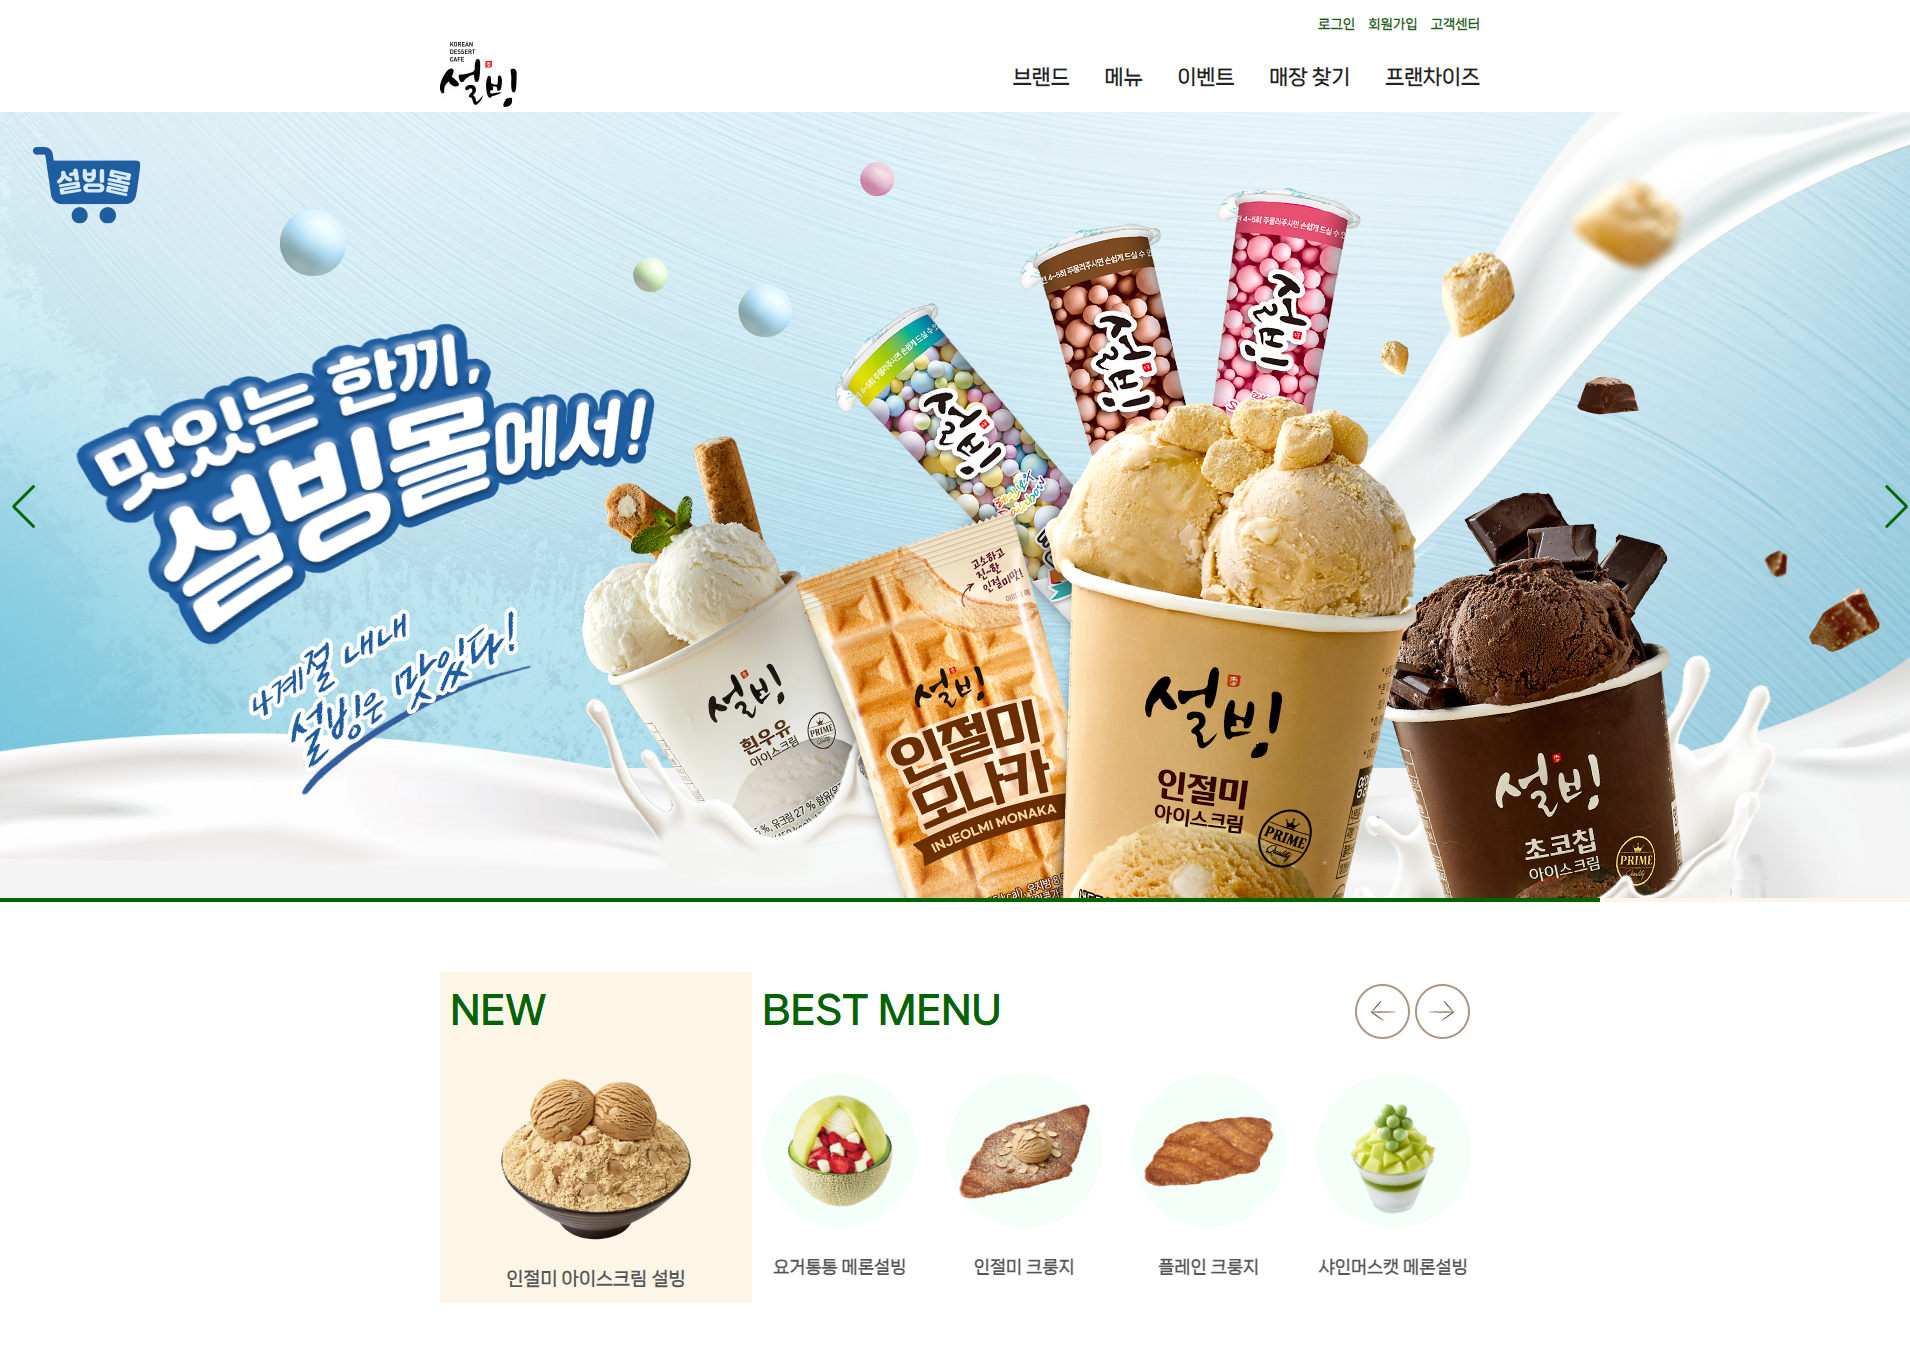 로그인 회원가입 고객센터
KOREAN
DESSERT
CAFE
설빙
브랜드 메뉴 이벤트 매장 찾기 프랜차이즈
설빙몰
맛있는 한끼,
설빙몰에서!
사계절 내내
설빙은 맛있다!
설빙
설빙
설빙
설빙
흰우유
아이스크림
PRIME
Quality
고소하고
진~한
인절미맛!
설빙
인절미
모나카
INJEOLMI MONAKA
설빙
인절미
아이스크림
PRIME
Quality
설빙
초코칩
아이스크림
PRIME
Quality
NEW
BEST MENU
인절미 아이스크림 설빙
요거통통 메론설빙
인절미 크룽지
플레인 크룽지
샤인머스캣 메론설빙